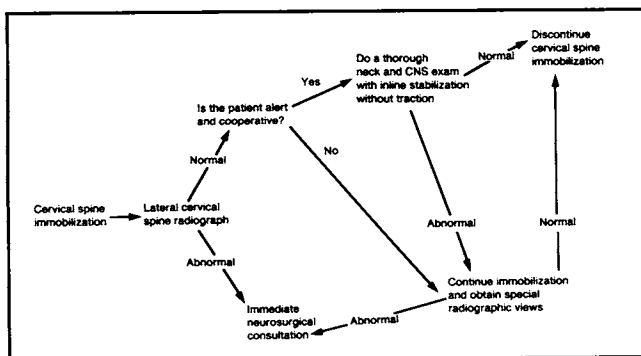 Cervical spine
immobilization
Lateral cervical
spine radiograph
Normal
Abnormal
Is the patient alert
and cooperative?
Yes
No
Do a thorough
neck and CNS exam
with inline stabilization
without traction
Normal
Abnormal
Discontinue
cervical spine
immobilization
Normal
Continue immobilization
and obtain special
radiographic views
Abnormal
Immediate
neurosurgical
consultation